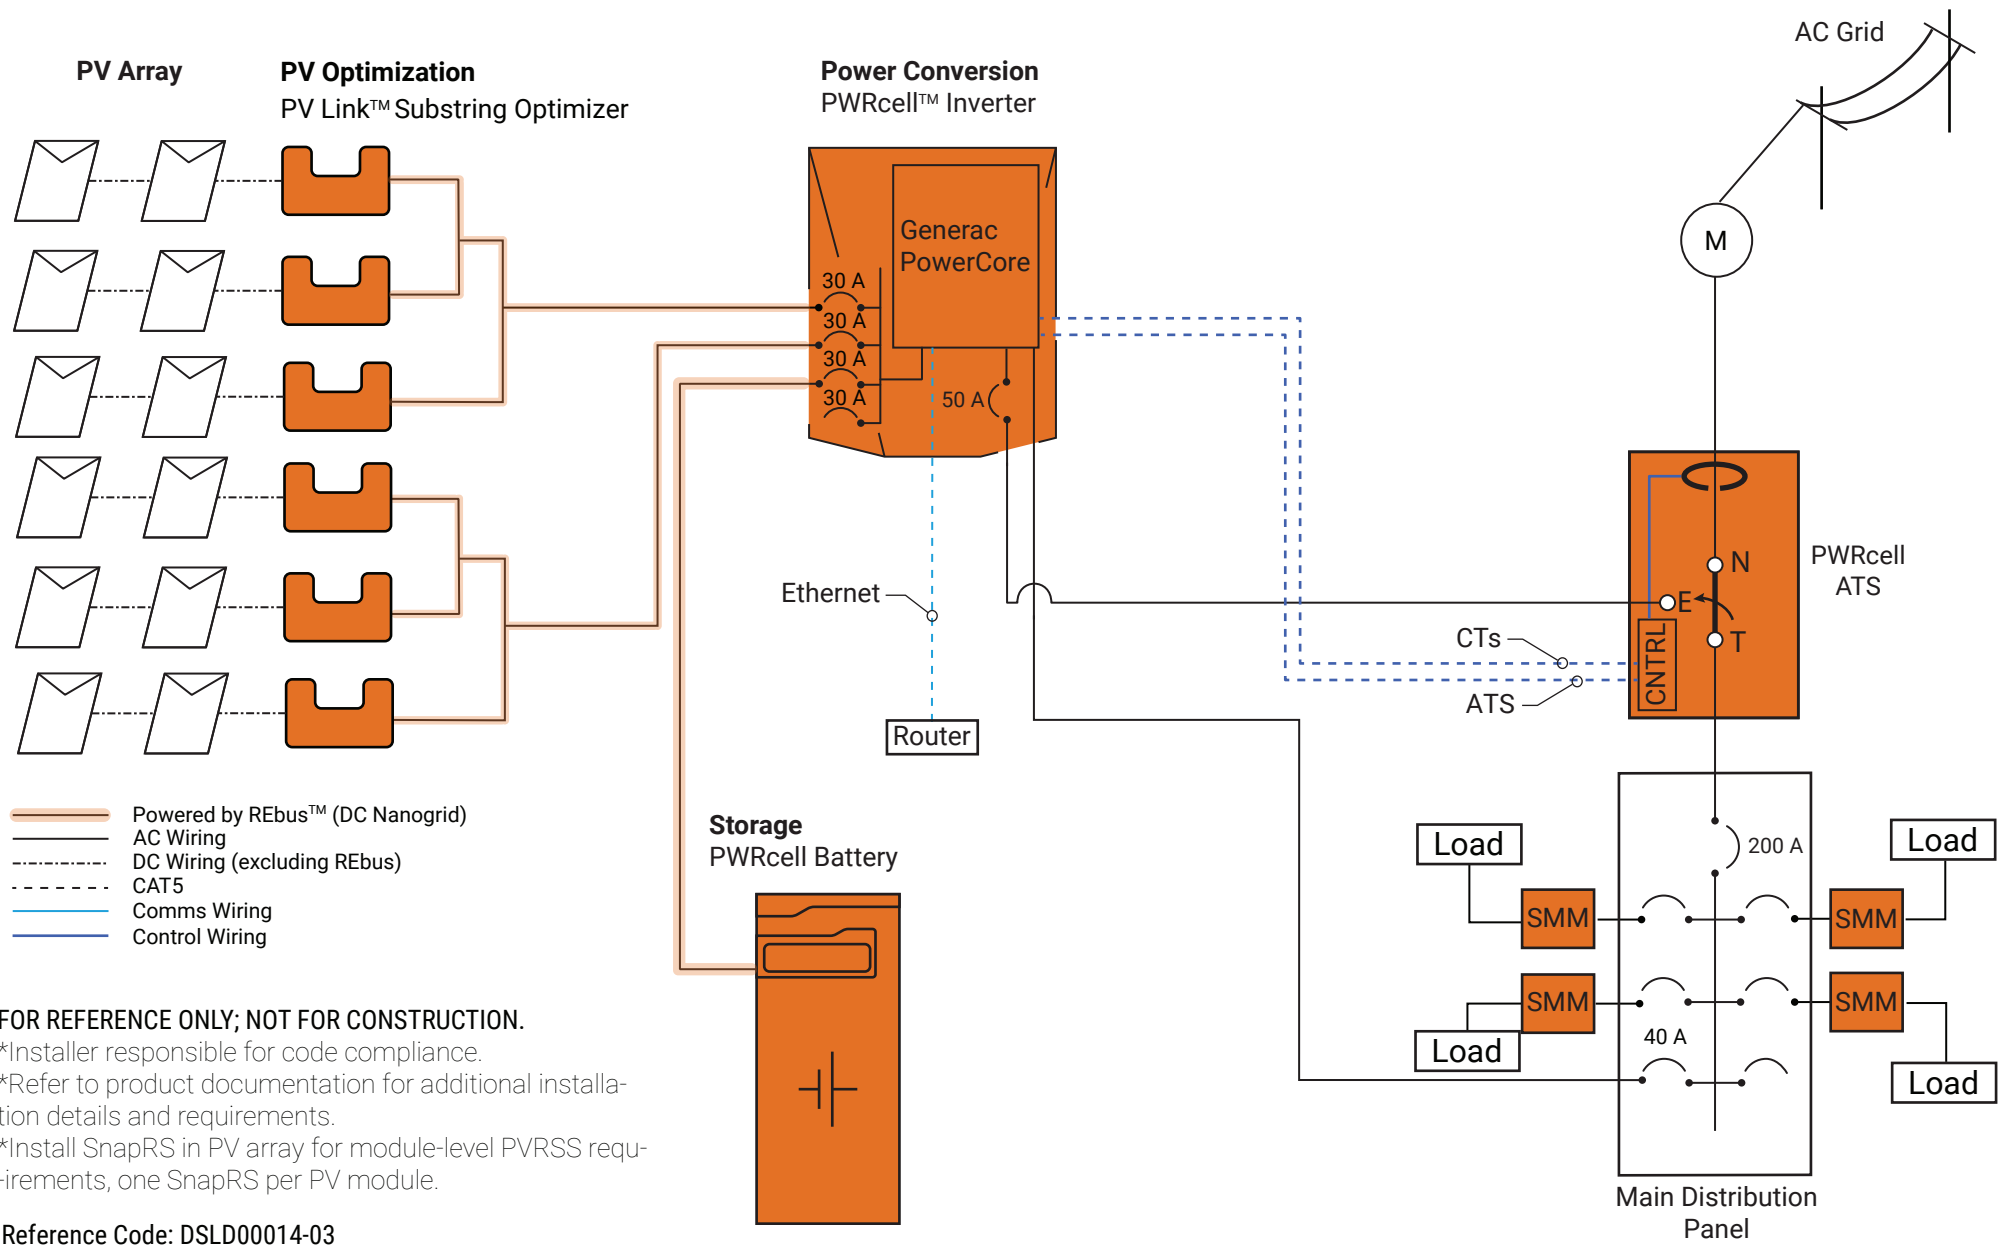 PV Array
PV Optimization
PV Link™ Substring Optimizer
Power Conversion
PWRcell™ Inverter
AC Grid
M
Generac
PowerCore
30 A
30 A
30 A
30 A
50 A
Ethernet
Router
CTs
ATS
N
E
T
CNTRL
PWRcell
ATS
Powered by REbus™ (DC Nanogrid)
AC Wiring
DC Wiring (excluding REbus)
CAT5
Comms Wiring
Control Wiring
Storage
PWRcell Battery
200 A
Load
Load
SMM
SMM
SMM
SMM
Load
Load
40 A
Main Distribution
Panel
FOR REFERENCE ONLY; NOT FOR CONSTRUCTION.
*Installer responsible for code compliance.
*Refer to product documentation for additional installa-
tion details and requirements.
*Install SnapRS in PV array for module-level PVRSS requ-
-irements, one SnapRS per PV module.
Reference Code: DSLD00014-03